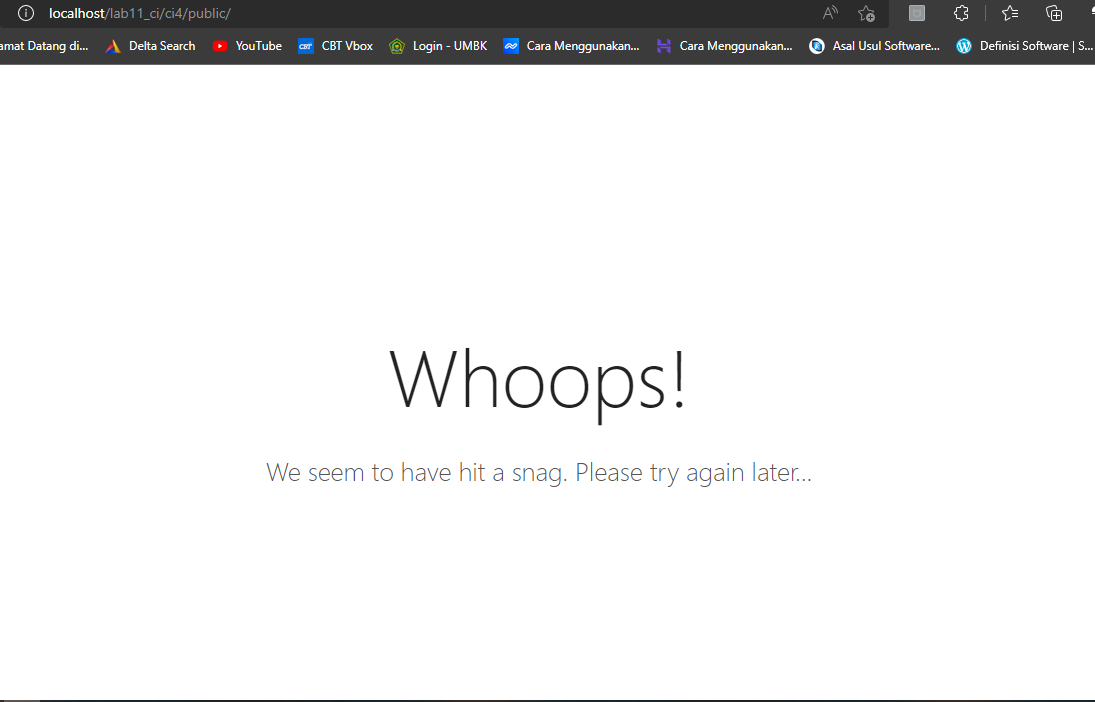 localhost/lab11_ci/ci4/public/
amat Datang di... Delta Search YouTube CBT CBT Vbox Login - UMBK Cara Menggunakan... Cara Menggunakan... Asal Usul Software... Definisi Software | S...
Whoops!
We seem to have hit a snag. Please try again later...